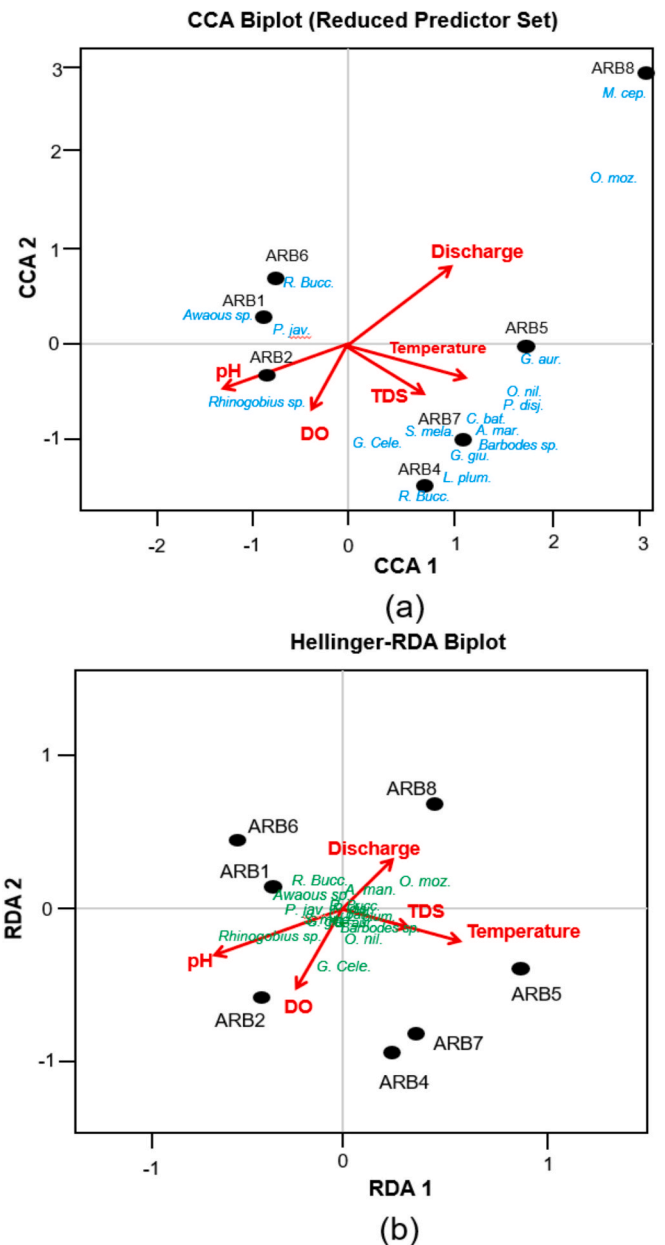 CCA Biplot (Reduced Predictor Set)
3
ARB8
M. cep.
2
O. moz.
CCA 2
1
Discharge
ARB6
R. Bucc.
ARB1
Awaous sp.
P. jav.
ARB5
0
Temperature
G. aur.
ARB2
pH
TDS
O. nil.
Rhinogobius sp.
P. disj.
ARB7
C. bat.
DO
S. mela.
A. mar.
-1
G. Cele.
Barbodes sp.
G. giu.
ARB4
L. plum.
R. Bucc.
-2 -1 0 1 2 3
CCA 1
(a)
Hellinger-RDA Biplot
1
ARB8
ARB6
Discharge
ARB1
R. Bucc.
O. moz.
A. man.
Awaous sp
RDA 2
0
P. jav.
TDS
Barbodes sp.
Rhinogobius sp.
Temperature
O. nil.
pH
G. Cele.
ARB5
DO
ARB2
ARB7
-1
ARB4
-1 0 1
RDA 1
(b)